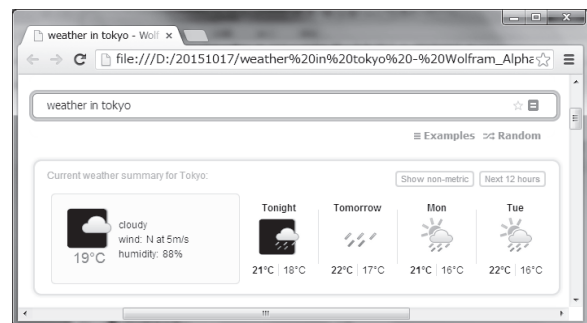 weather in tokyo - Wolf
file:///D:/20151017/weather%20in%20tokyo%20-%20Wolfram_Alpha
weather in tokyo
Examples Random
Current weather summary for Tokyo:
Show non-metric Next 12 hours
cloudy
wind: N at 5m/s
humidity: 88%
19°C
Tonight Tomorrow Mon Tue
21°C | 18°C 22°C | 17°C 21°C | 16°C 22°C | 16°C